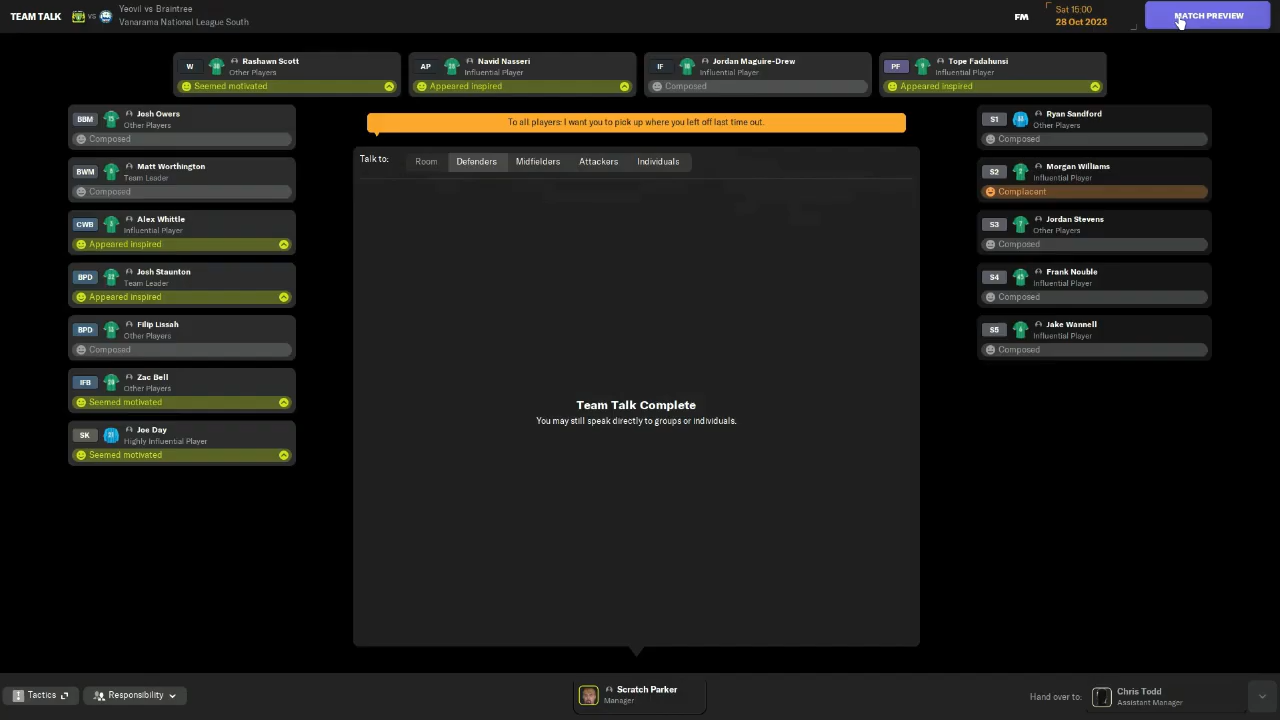 TEAM TALK
vs
Yeovil vs Braintree
Vanarama National League South
FM
Sat 15:00
28 Oct 2023
MATCH PREVIEW
W
Rashawn Scott
Other Players
Seemed motivated
AP
Navid Nasseri
Influential Player
Appeared inspired
IF
Jordan Maguire-Drew
Influential Player
Composed
PF
Tope Fadahunsi
Influential Player
Appeared inspired
BBM
Josh Owers
Other Players
Composed
BWM
Matt Worthington
Team Leader
Composed
CWB
Alex Whittle
Influential Player
Appeared inspired
BPD
Josh Staunton
Team Leader
Appeared inspired
BPD
Filip Lissah
Other Players
Composed
IFB
Zac Bell
Other Players
Seemed motivated
SK
Joe Day
Highly Influential Player
Seemed motivated
To all players: I want you to pick up where you left off last time out.
Talk to:
Room
Defenders
Midfielders
Attackers
Individuals
Team Talk Complete
You may still speak directly to groups or individuals.
S1
Ryan Sandford
Other Players
Composed
S2
Morgan Williams
Influential Player
Complacent
S3
Jordan Stevens
Other Players
Composed
S4
Frank Nouble
Influential Player
Composed
S5
Jake Wannell
Influential Player
Composed
Tactics
Responsibility
Scratch Parker
Manager
Hand over to:
Chris Todd
Assistant Manager